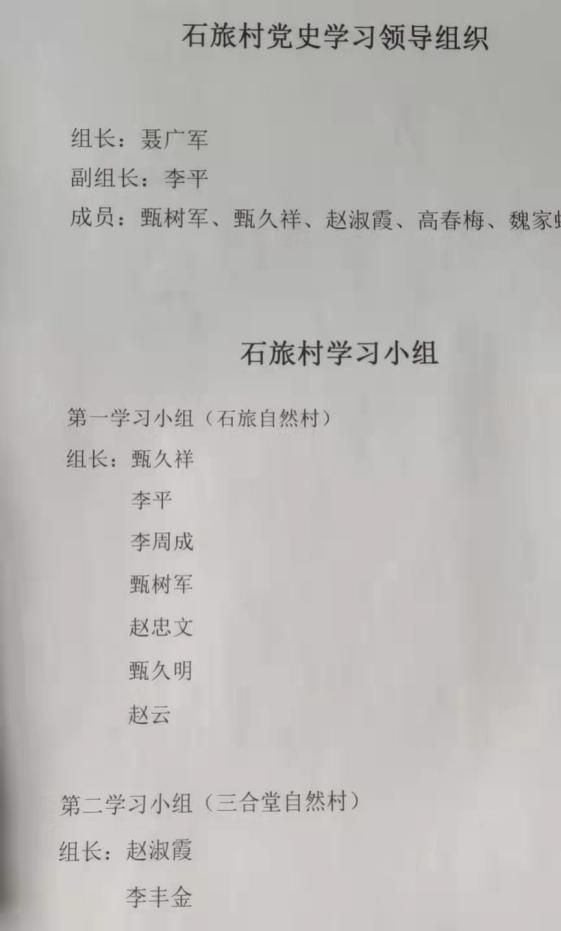 石旅村党史学习领导组织
组长：聂广军
副组长：李平
成员：甄树军、甄久祥、赵淑霞、高春梅、魏家
石旅村学习小组
第一学习小组（石旅自然村）
组长：甄久祥
李平
李周成
甄树军
赵忠文
甄久明
赵云
第二学习小组（三合堂自然村）
组长：赵淑霞
李丰金